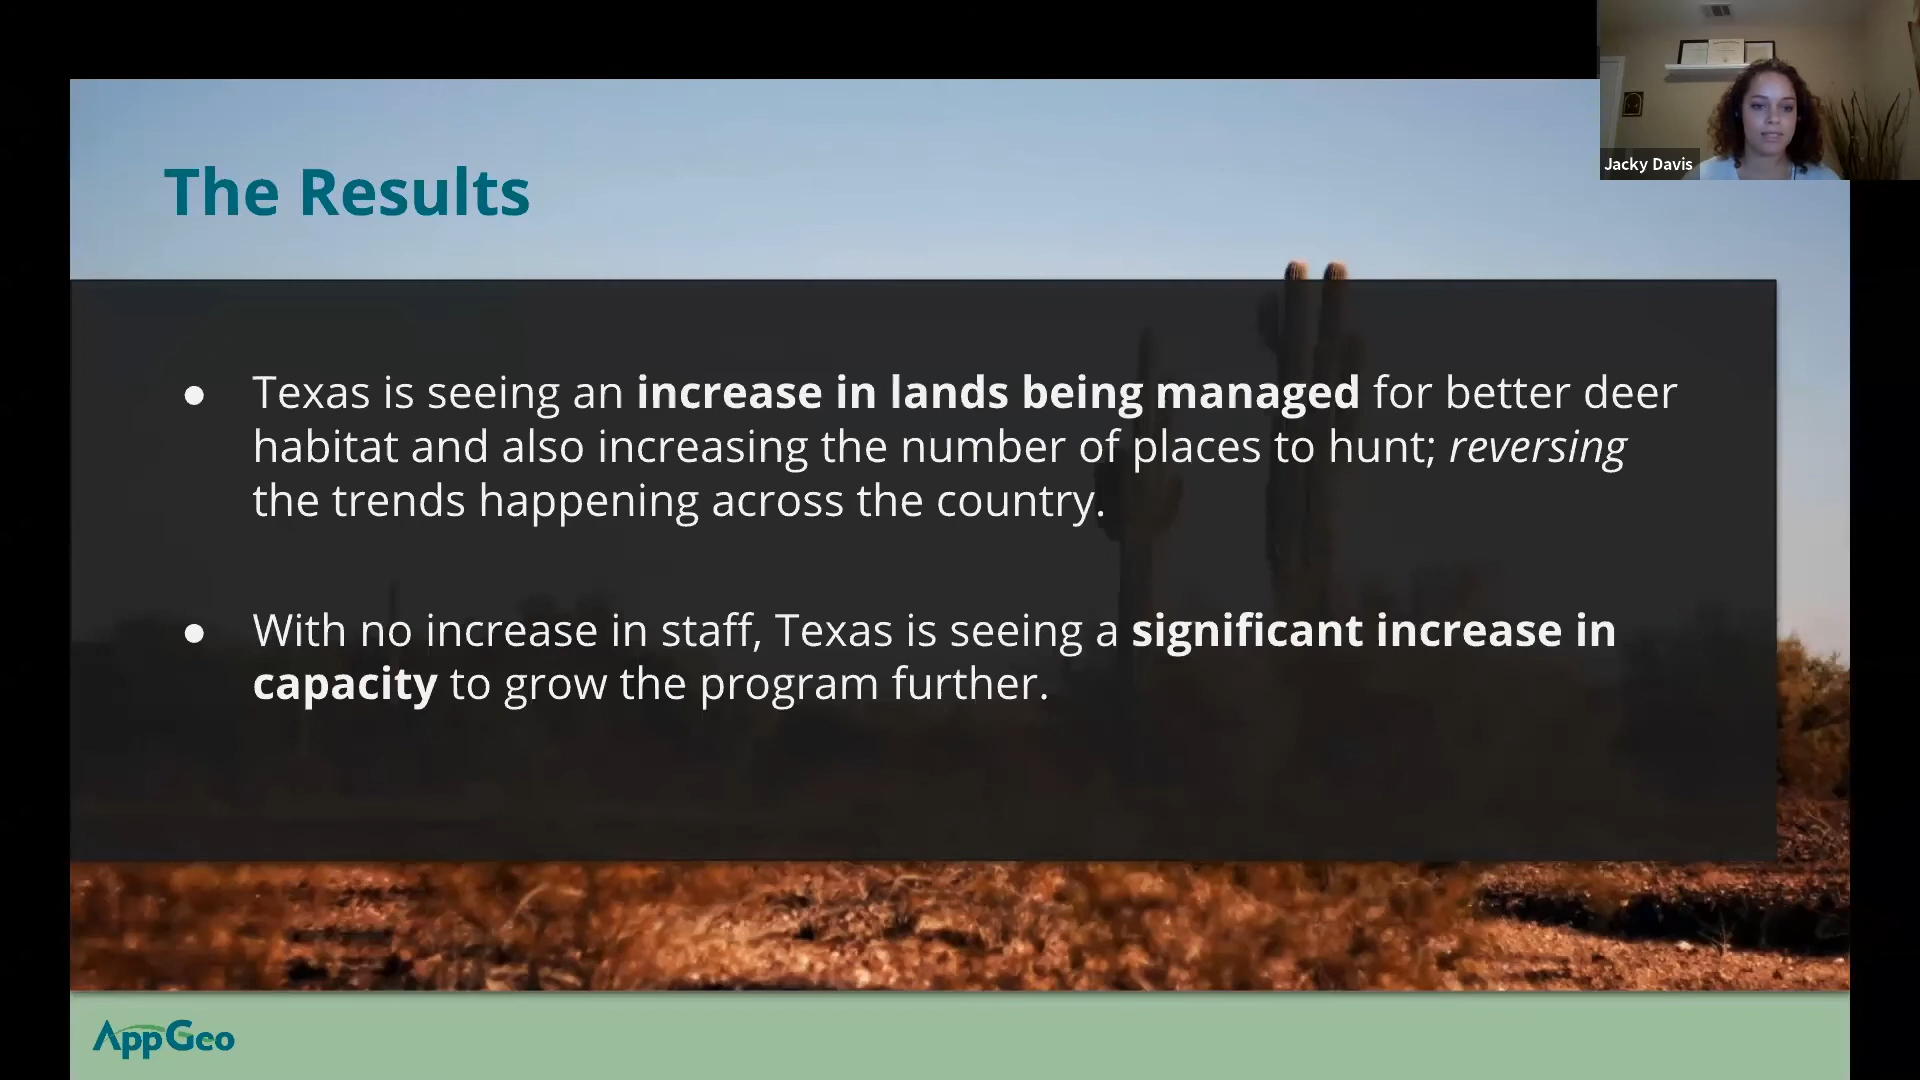 Jacky Davis
The Results
● Texas is seeing an increase in lands being managed for better deer
habitat and also increasing the number of places to hunt; reversing
the trends happening across the country.
● With no increase in staff, Texas is seeing a significant increase in
capacity to grow the program further.
AppGeo